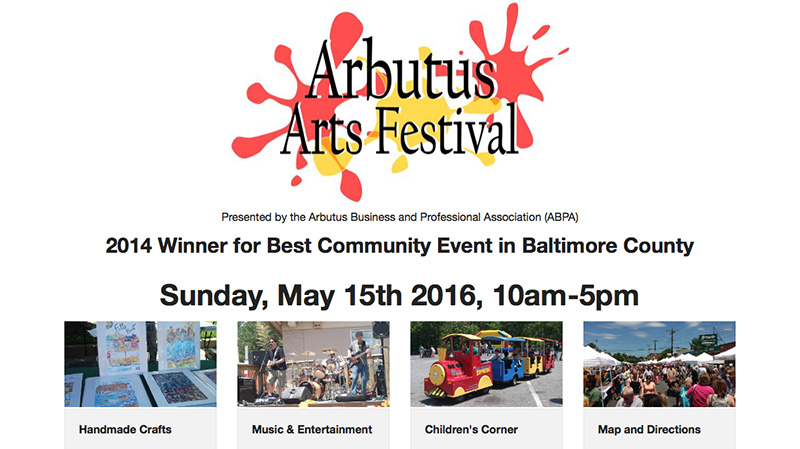 Arbutus
Arts Festival
Presented by the Arbutus Business and Professional Association (ABPA)
2014 Winner for Best Community Event in Baltimore County
Sunday, May 15th 2016, 10am-5pm
Handmade Crafts
Music & Entertainment
Children's Corner
Map and Directions